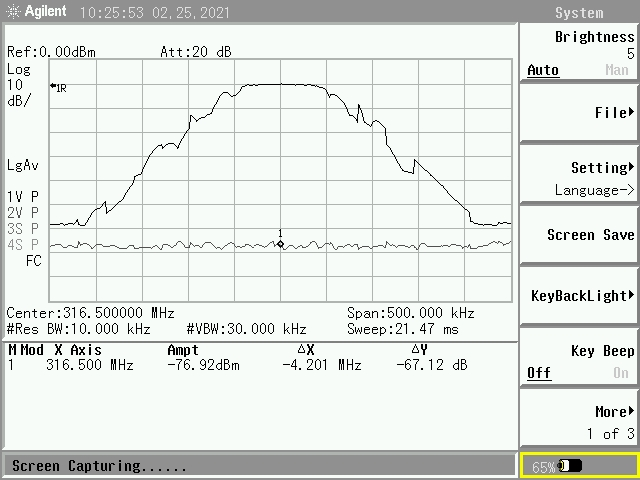 Agilent 10:25:53 02,25,2021 System
Ref:0.00dBm Att:20 dB
Log
10
dB/
1R
LgAv
1V P
2V P
3S P
4S P
FC
1
Center:316.500000 MHz Span:500.000 kHz
#Res BW:10.000 kHz #VBW:30.000 kHz Sweep:21.47 ms
M Mod X Axis Ampt △X △Y
1 316.500 MHz -76.92dBm -4.201 MHz -67.12 dB
Screen Capturing......
Brightness
5
Auto Man
File
Setting
Language->
Screen Save
KeyBackLight
Key Beep
Off On
More
1 of 3
65%